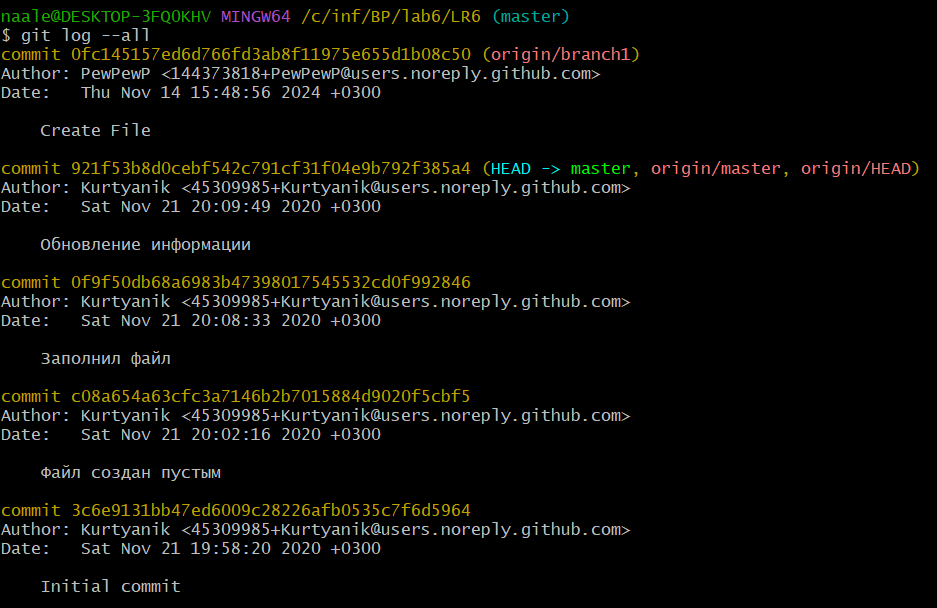 naale@DESKTOP-3FQ0KHV MINGW64 /c/inf/BP/lab6/LR6 (master)
$ git log --all
commit 0fc145157ed6d766fd3ab8f11975e655d1b08c50 (origin/branch1)
Author: PewPewP <144373818+PewPewP@users.noreply.github.com>
Date:   Thu Nov 14 15:48:56 2024 +0300
    Create File
commit 921f53b8d0cebf542c791cf31f04e9b792f385a4 (HEAD -> master, origin/master, origin/HEAD)
Author: Kurtyanik <45309985+Kurtyanik@users.noreply.github.com>
Date:   Sat Nov 21 20:09:49 2020 +0300
    Обновление информации
commit 0f9f50db68a6983b47398017545532cd0f992846
Author: Kurtyanik <45309985+Kurtyanik@users.noreply.github.com>
Date:   Sat Nov 21 20:08:33 2020 +0300
    Заполнил файл
commit c08a654a63cfc3a7146b2b7015884d9020f5cbf5
Author: Kurtyanik <45309985+Kurtyanik@users.noreply.github.com>
Date:   Sat Nov 21 20:02:16 2020 +0300
    Файл создан пустым
commit 3c6e9131bb47ed6009c28226afb0535c7f6d5964
Author: Kurtyanik <45309985+Kurtyanik@users.noreply.github.com>
Date:   Sat Nov 21 19:58:20 2020 +0300
    Initial commit